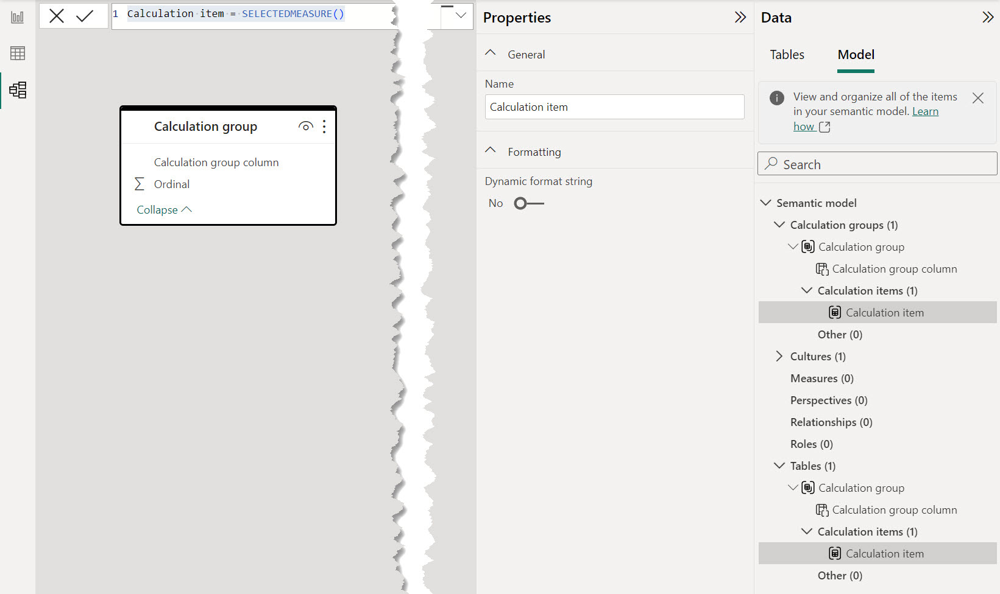 1 Calculation item = SELECTEDMEASURE()
Calculation group
Calculation group column
Ordinal
Collapse
Properties
General
Name
Calculation item
Formatting
Dynamic format string
No
Data
Tables Model
View and organize all of the items
in your semantic model. Learn
how
Search
Semantic model
Calculation groups (1)
Calculation group
Calculation group column
Calculation items (1)
Calculation item
Other (0)
Cultures (1)
Measures (0)
Perspectives (0)
Relationships (0)
Roles (0)
Tables (1)
Calculation group
Calculation group column
Calculation items (1)
Calculation item
Other (0)